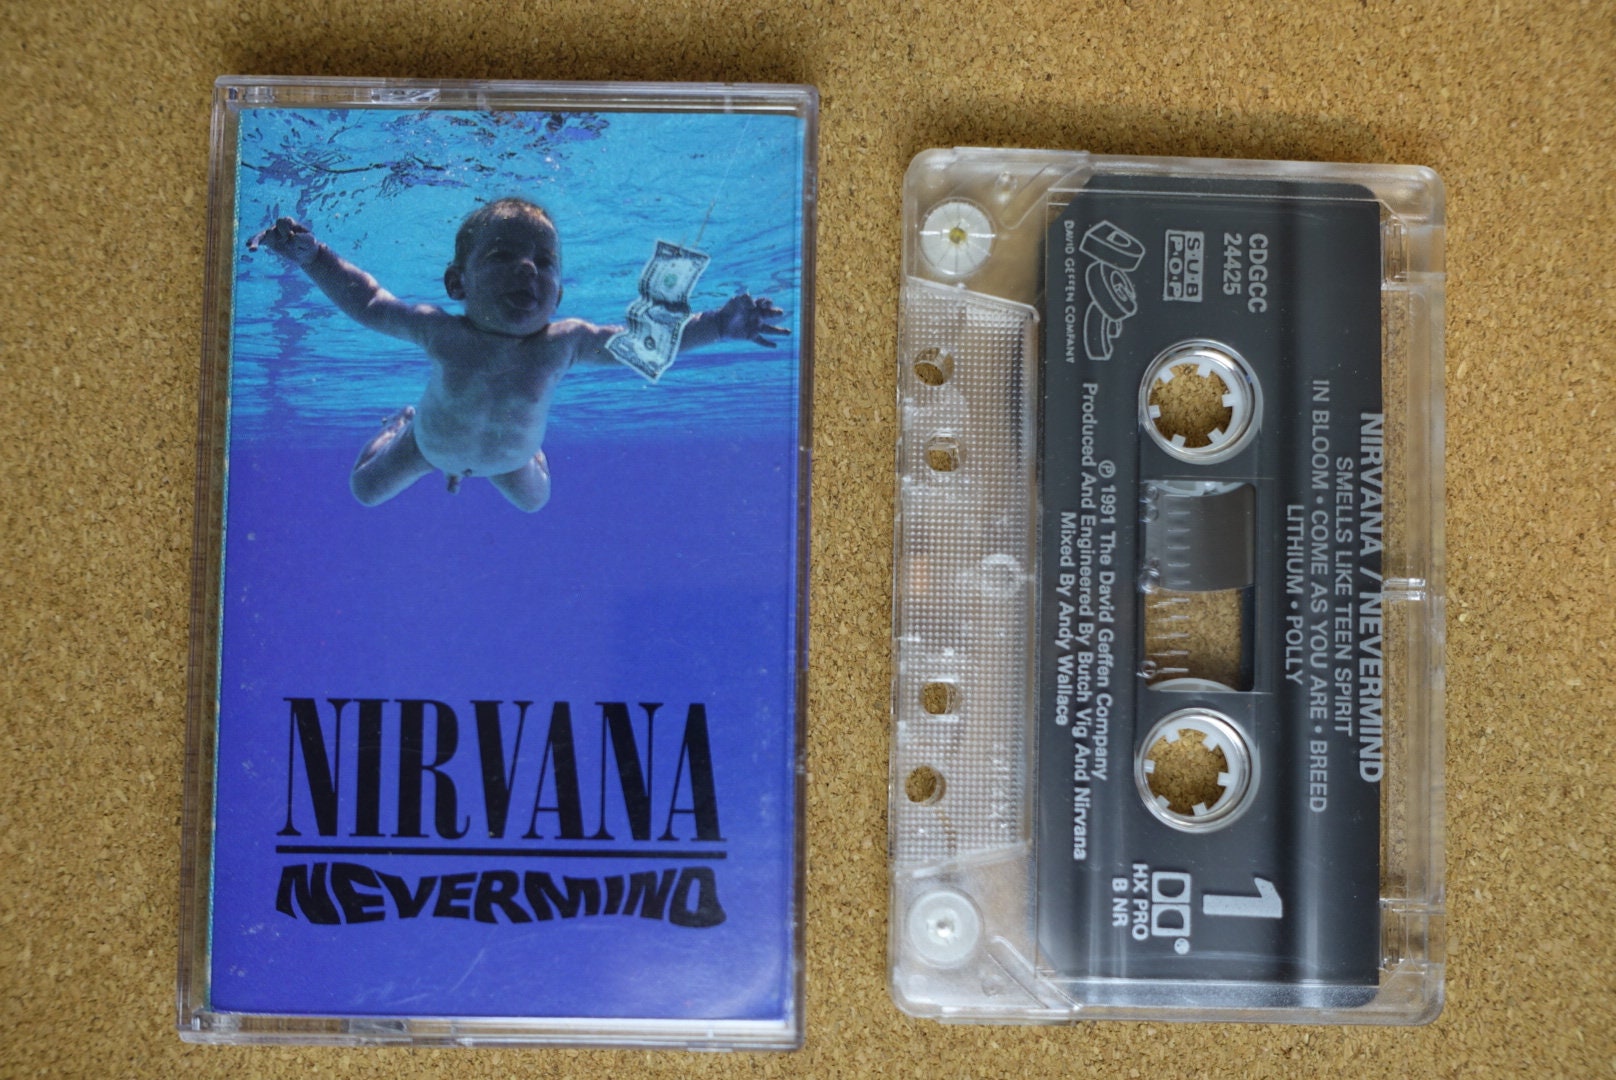 NIRVANA
NEVERMIND
NIRVANA / NEVERMIND
SMELLS LIKE TEEN SPIRIT
IN BLOOM • COME AS YOU ARE • BREED
LITHIUM • POLLY
CDGCC
24425
SUB
POP
DGC
DAVID GEFFEN COMPANY
1
HX PRO
B NR
℗ 1991 The David Geffen Company
Produced And Engineered By Butch Vig And Nirvana
Mixed By Andy Wallace